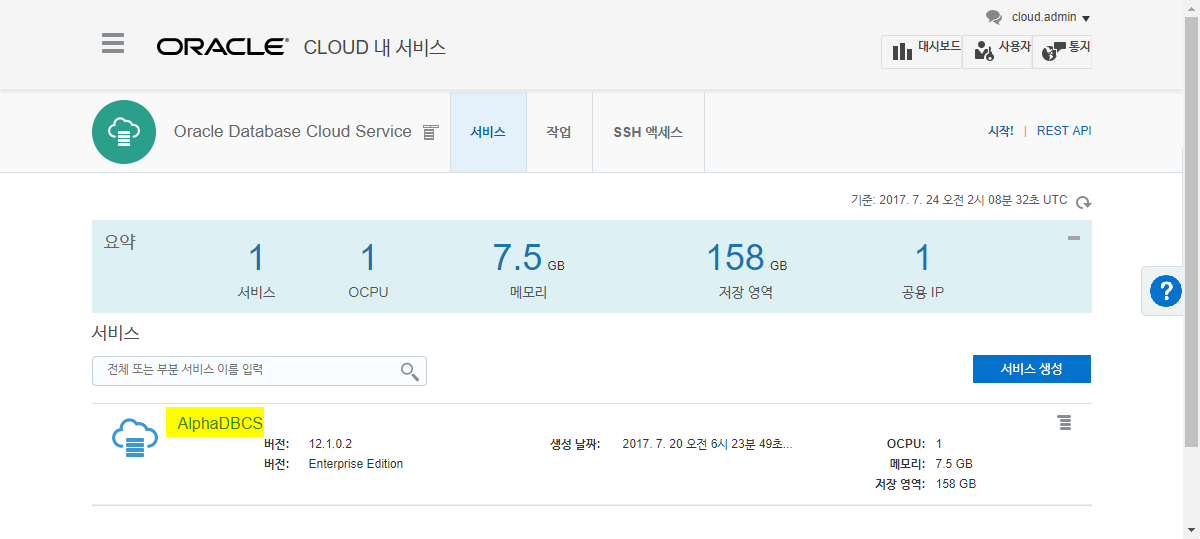 cloud.admin
ORACLE® CLOUD 내 서비스
대시보드 사용자 통지
Oracle Database Cloud Service 서비스 작업 SSH 액세스 시작! | REST API
기준: 2017. 7. 24 오전 2시 08분 32초 UTC
요약
1 1 7.5 GB 158 GB 1
서비스 OCPU 메모리 저장 영역 공용 IP
?
서비스
전체 또는 부분 서비스 이름 입력 서비스 생성
AlphaDBCS
버전: 12.1.0.2 생성 날짜: 2017. 7. 20 오전 6시 23분 49초... OCPU: 1
버전: Enterprise Edition 메모리: 7.5 GB
저장 영역: 158 GB